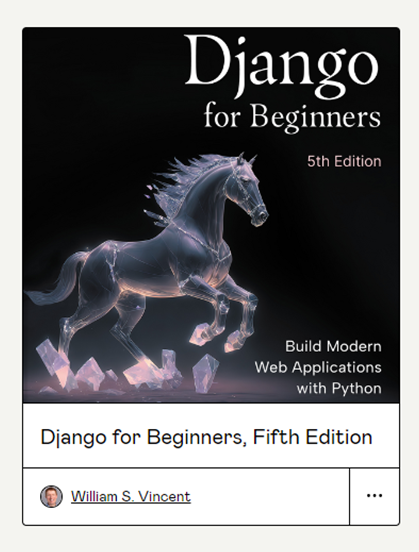 Django
for Beginners
5th Edition
Build Modern
Web Applications
with Python
Django for Beginners, Fifth Edition
William S. Vincent